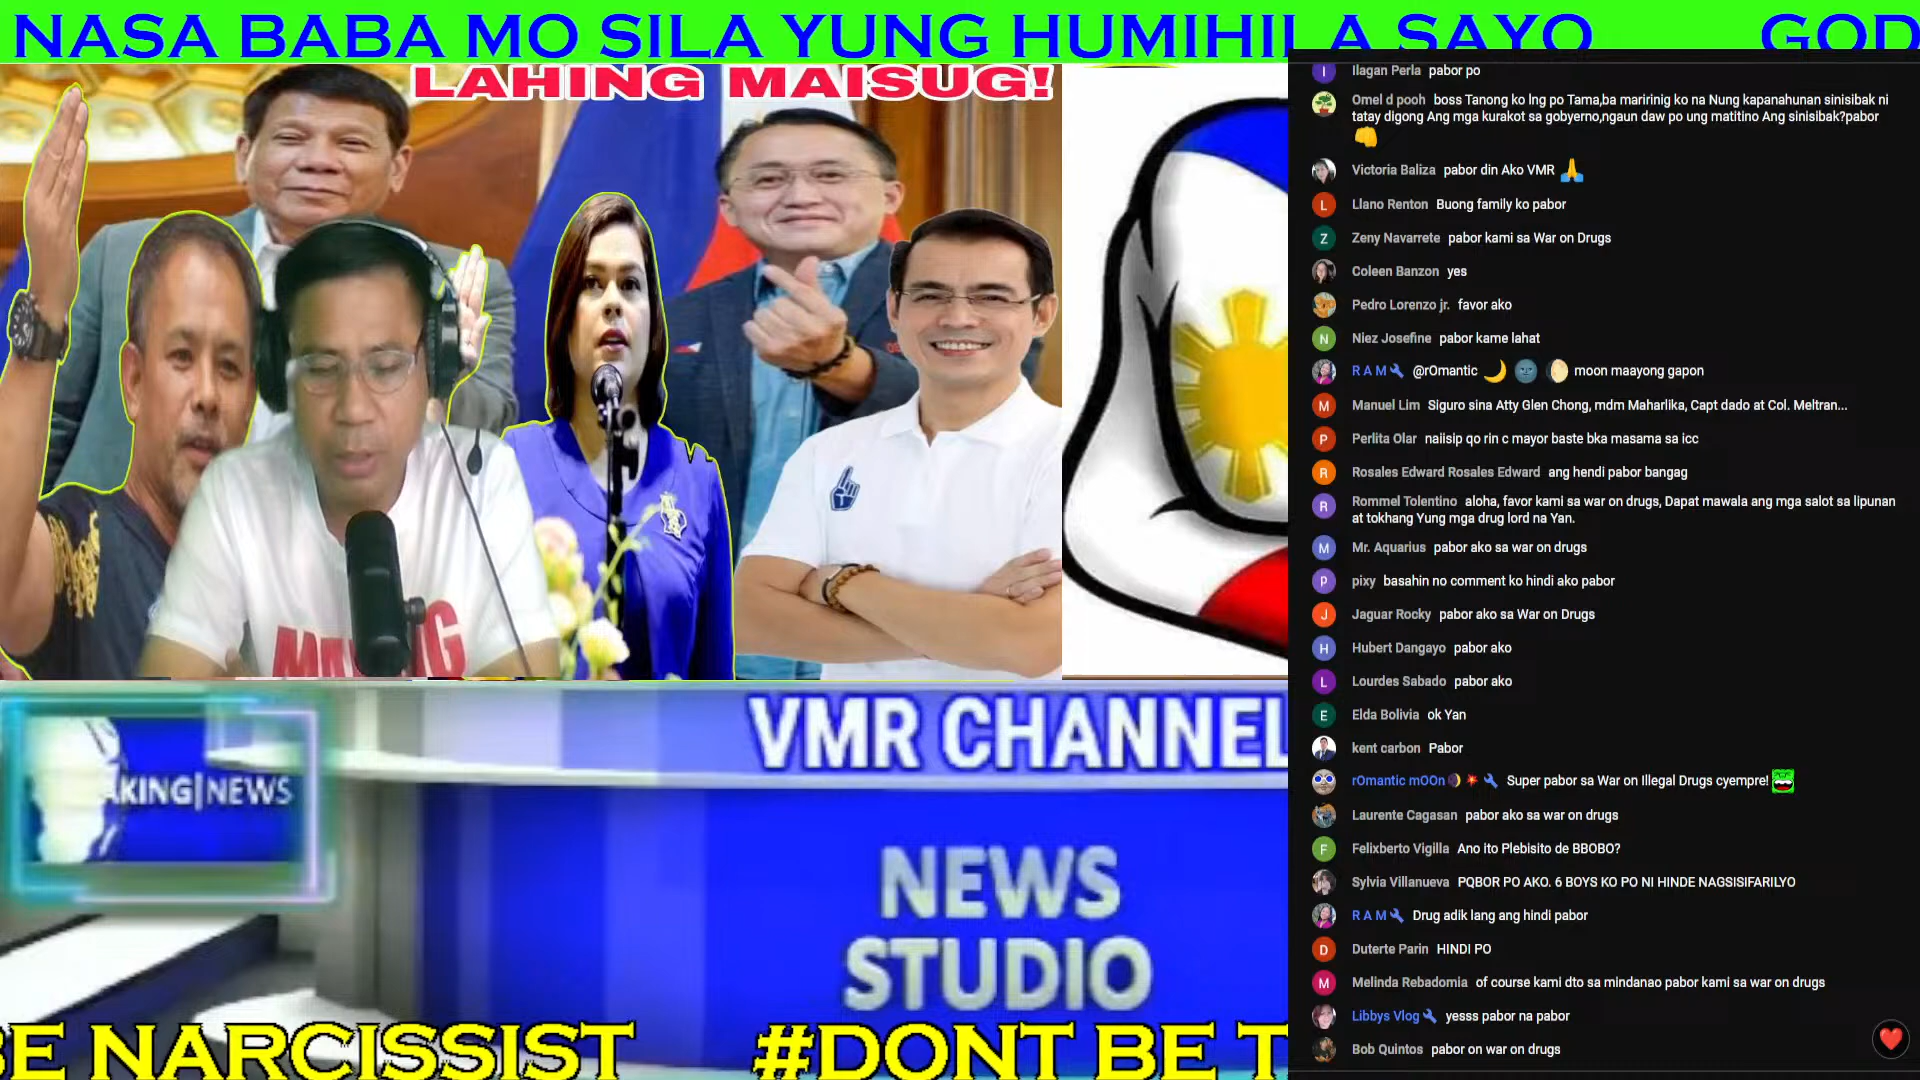 NASA BABA MO SILA YUNG HUMIHILA SAYO GOD
LAHING MAISUG!
VMR CHANNEL
AKING|NEWS
NEWS
STUDIO
BE NARCISSIST #DONT BE T
Ilagan Perla pabor po
Omel d pooh boss Tanong ko lng po Tama,ba maririnig ko na Nung kapanahunan sinisibak ni
tatay digong Ang mga kurakot sa gobyerno,ngaun daw po ung matitino Ang sinisibak?pabor
Victoria Baliza pabor din Ako VMR
L Llano Renton Buong family ko pabor
Z Zeny Navarrete pabor kami sa War on Drugs
Coleen Banzon yes
Pedro Lorenzo jr. favor ako
N Niez Josefine pabor kame lahat
R A M @rOmantic moon maayong gapon
M Manuel Lim Siguro sina Atty Glen Chong, mdm Maharlika, Capt dado at Col. Meltran...
P Perlita Olar naiisip qo rin c mayor baste bka masama sa icc
R Rosales Edward Rosales Edward ang hendi pabor bangag
R Rommel Tolentino aloha, favor kami sa war on drugs, Dapat mawala ang mga salot sa lipunan
at tokhang Yung mga drug lord na Yan.
M Mr. Aquarius pabor ako sa war on drugs
P pixy basahin no comment ko hindi ako pabor
J Jaguar Rocky pabor ako sa War on Drugs
H Hubert Dangayo pabor ako
L Lourdes Sabado pabor ako
E Elda Bolivia ok Yan
kent carbon Pabor
rOmantic mOOn Super pabor sa War on Illegal Drugs cyempre!
Laurente Cagasan pabor ako sa war on drugs
F Felixberto Vigilla Ano ito Plebisito de BBOBO?
Sylvia Villanueva PQBOR PO AKO. 6 BOYS KO PO NI HINDE NAGSISIFARILYO
R A M Drug adik lang ang hindi pabor
D Duterte Parin HINDI PO
M Melinda Rebadomia of course kami dto sa mindanao pabor kami sa war on drugs
Libbys Vlog yesss pabor na pabor
Bob Quintos pabor on war on drugs